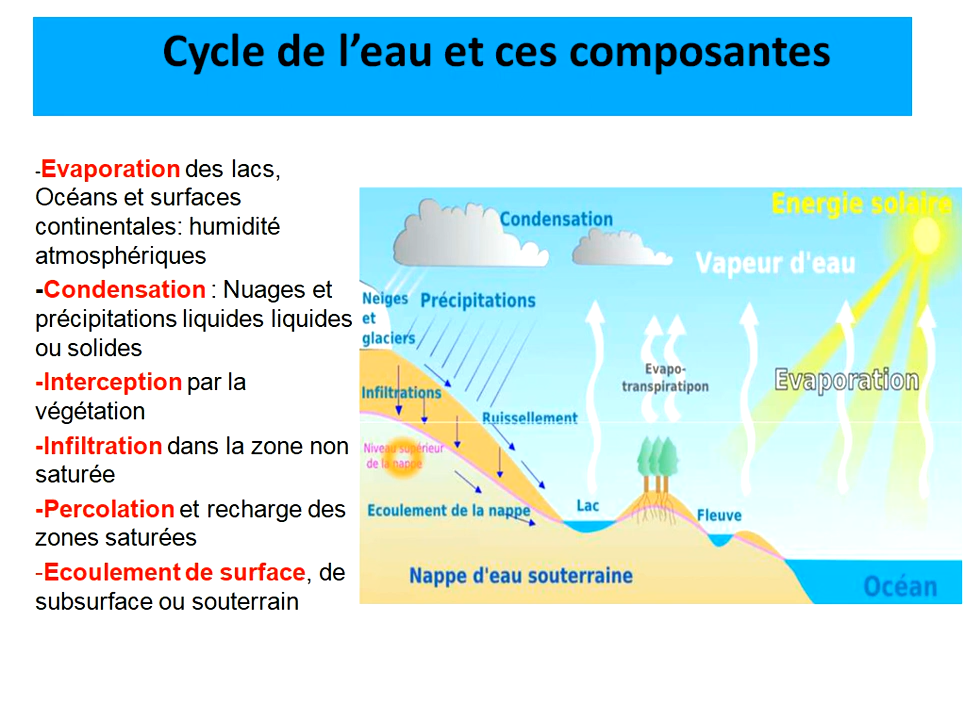 Cycle de l’eau et ces composantes
-Evaporation des lacs,
Océans et surfaces
continentales: humidité
atmosphériques
-Condensation : Nuages et
précipitations liquides liquides
ou solides
-Interception par la
végétation
-Infiltration dans la zone non
saturée
-Percolation et recharge des
zones saturées
-Ecoulement de surface, de
subsurface ou souterrain
Energie solaire
Condensation
Vapeur d'eau
Neiges
et
glaciers
Précipitations
Evapo-
transpiratipon
Evaporation
Infiltrations
Ruissellement
Niveau supérieur
de la nappe
Ecoulement de la nappe
Lac
Fleuve
Nappe d'eau souterraine
Océan